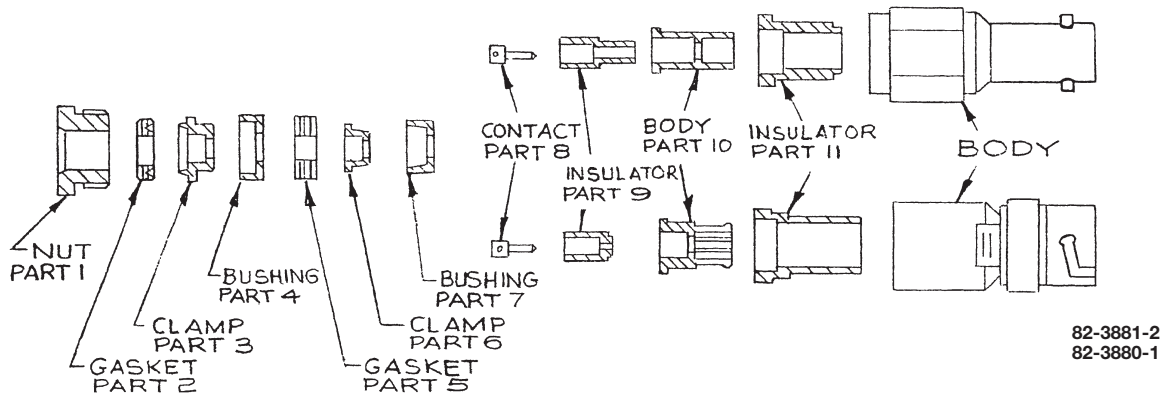 CONTACT
PART 8
BODY
PART 10
INSULATOR
PART 11
BODY
INSULATOR
PART 9
NUT
PART 1
BUSHING
PART 4
BUSHING
PART 7
CLAMP
PART 3
CLAMP
PART 6
GASKET
PART 2
GASKET
PART 5
82-3881-2
82-3880-1